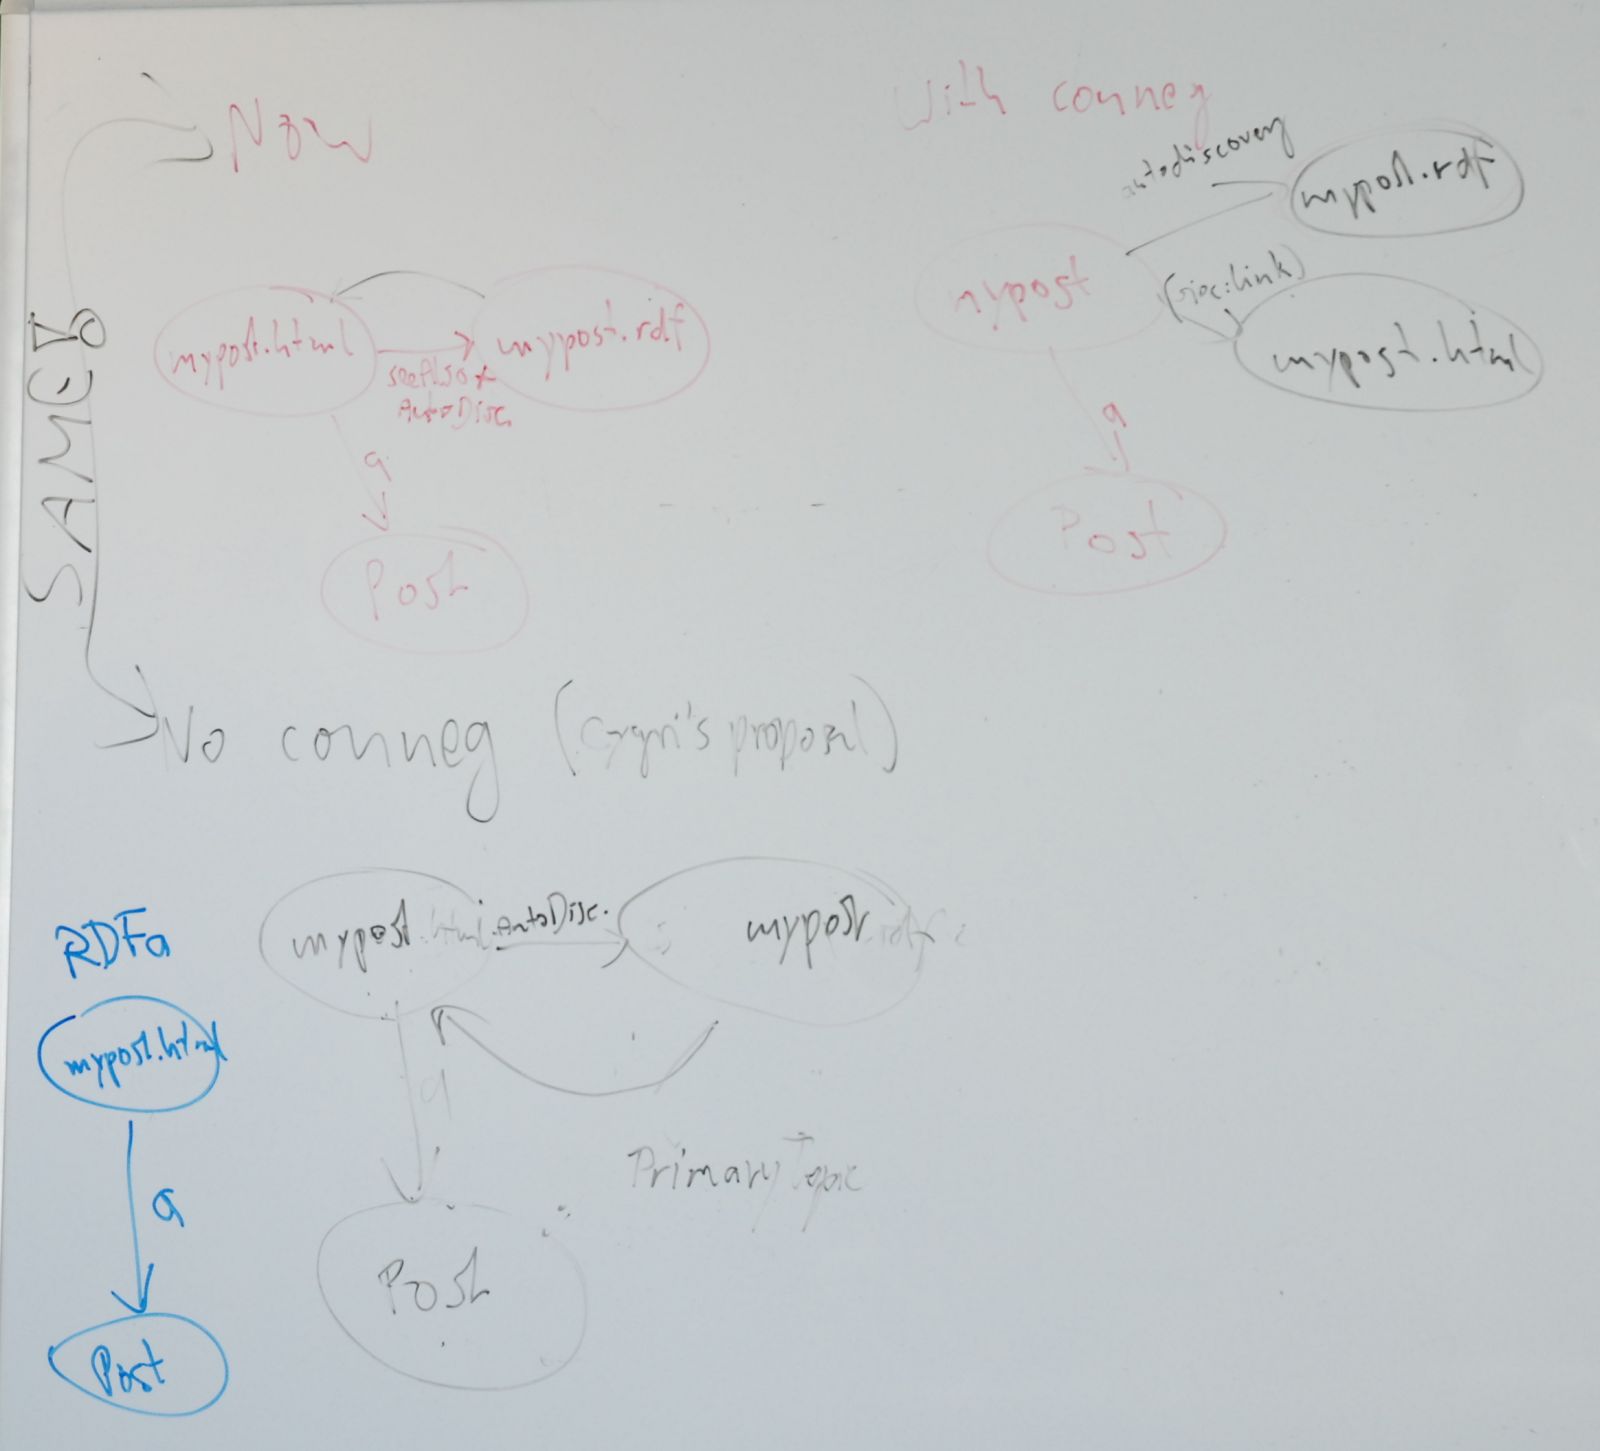 Now
With conneg
autodiscovery
mypost.rdf
mypost
(sioc:link)
mypost.html
mypost.html
mypost.rdf
seeAlso +
AutoDisc
a
Post
a
Post
SAME
No conneg (Cygri's proposal)
RDFa
mypost.html
a
Post
mypost.html
AutoDisc.
mypost.rdf
a
PrimaryTopic
Post